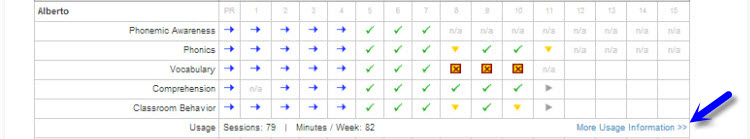 Alberto PR 1 2 3 4 5 6 7 8 9 10 11 12 13 14 15
Phonemic Awareness n/a n/a n/a n/a n/a n/a n/a n/a
Phonics n/a n/a n/a n/a
Vocabulary n/a
Comprehension n/a
Classroom Behavior
Usage Sessions: 79 | Minutes / Week: 82 More Usage Information >>